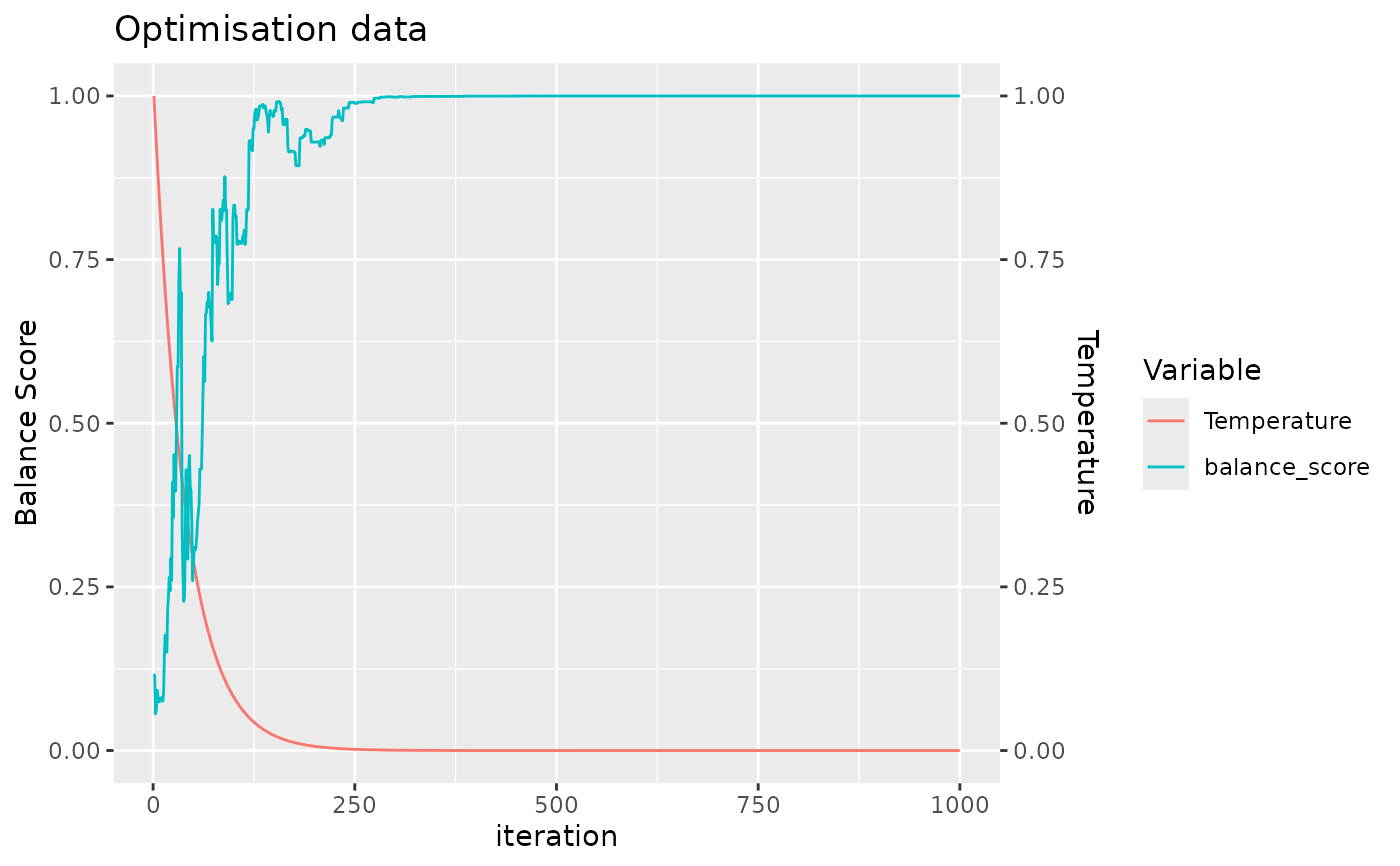 Optimisation data
Balance Score
1.00
0.75
0.50
0.25
0.00
1.00
0.75
0.50
0.25
0.00
Temperature
0
250
500
750
1000
iteration
Variable
Temperature
balance_score